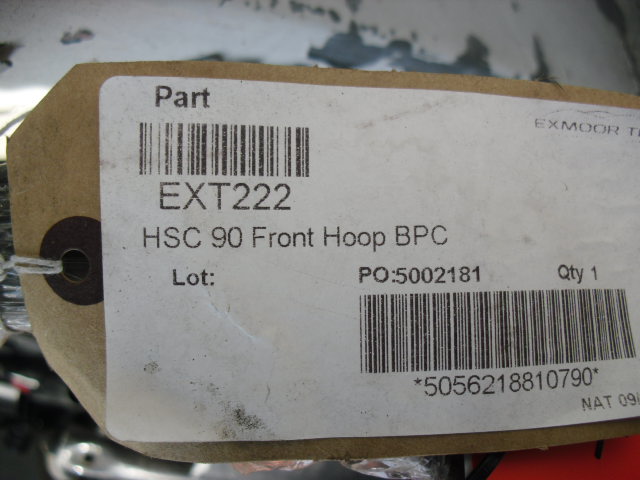 Part
EXMOOR
EXT222
HSC 90 Front Hoop BPC
Lot: PO:5002181 Qty 1
*5056218810790*
NAT